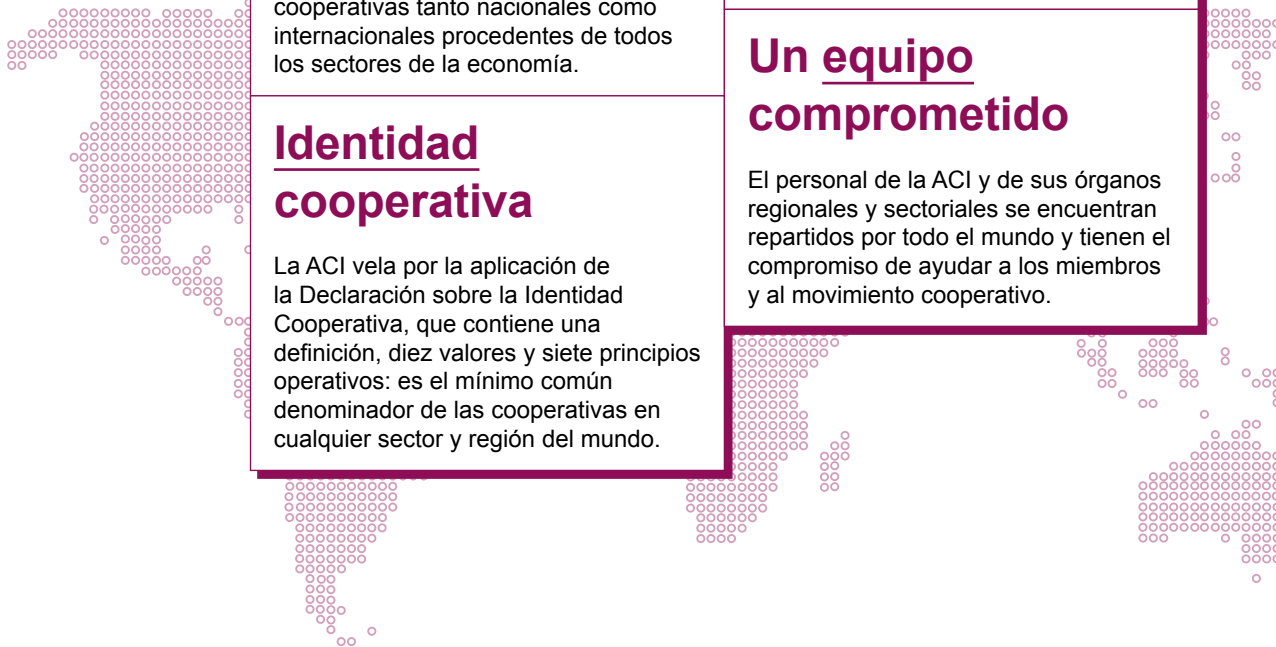 cooperativas tanto nacionales como
internacionales procedentes de todos
los sectores de la economía.
Identidad
cooperativa
La ACI vela por la aplicación de
la Declaración sobre la Identidad
Cooperativa, que contiene una
definición, diez valores y siete principios
operativos: es el mínimo común
denominador de las cooperativas en
cualquier sector y región del mundo.
Un equipo
comprometido
El personal de la ACI y de sus órganos
regionales y sectoriales se encuentran
repartidos por todo el mundo y tienen el
compromiso de ayudar a los miembros
y al movimiento cooperativo.